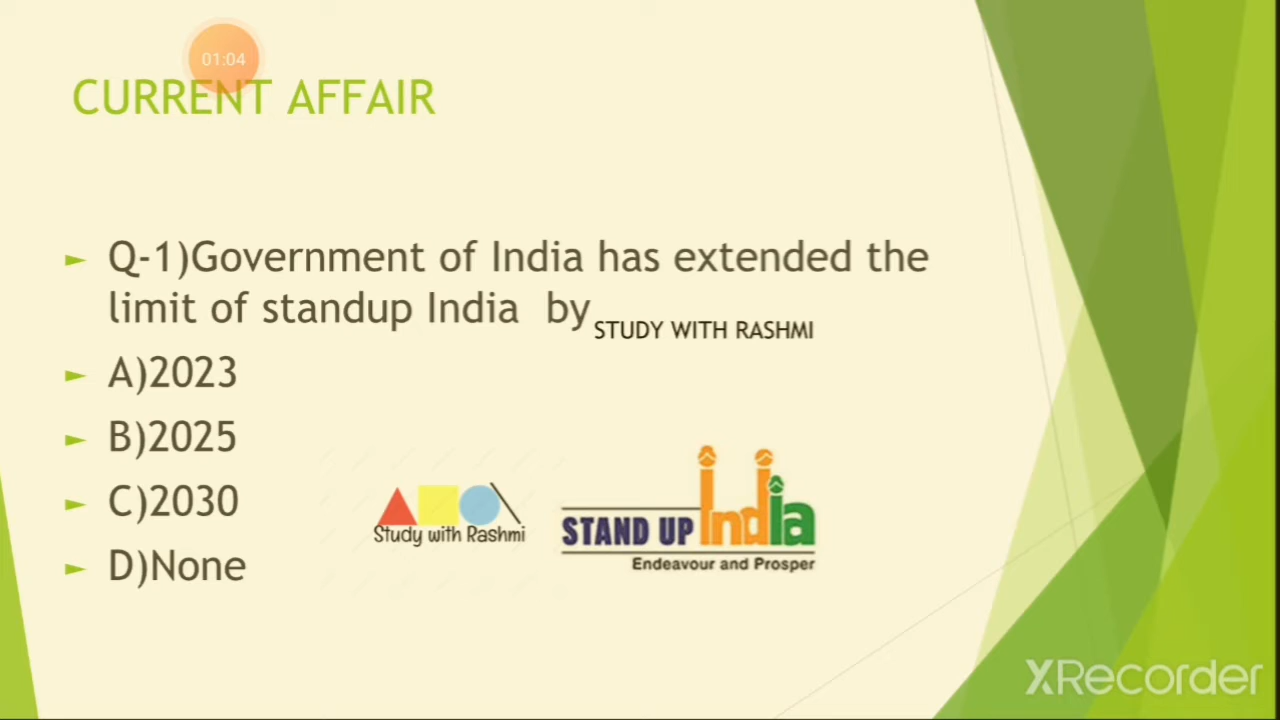 01:04
CURRENT AFFAIR
Q-1)Government of India has extended the
limit of standup India by
STUDY WITH RASHMI
A)2023
B)2025
C)2030
D)None
Study with Rashmi
STAND UP India
Endeavour and Prosper
XRecorder